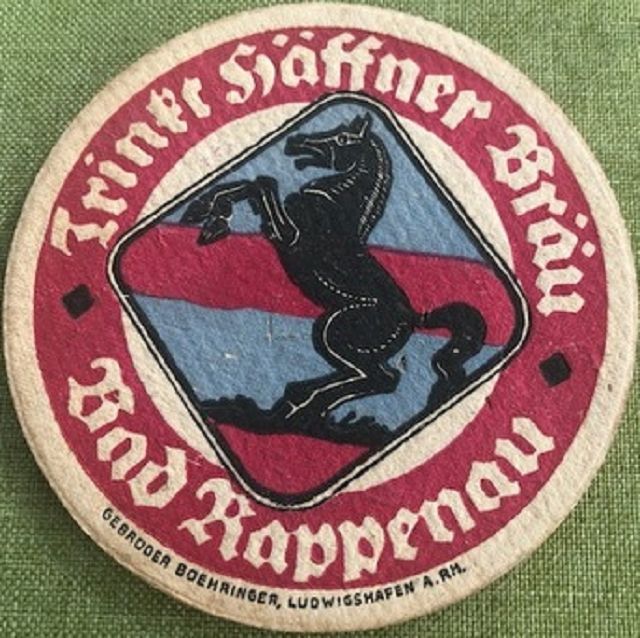 Trinkt Häffner Bräu
Bad Rappenau
GEBRÜDER BOEHRINGER, LUDWIGSHAFEN A. RH.